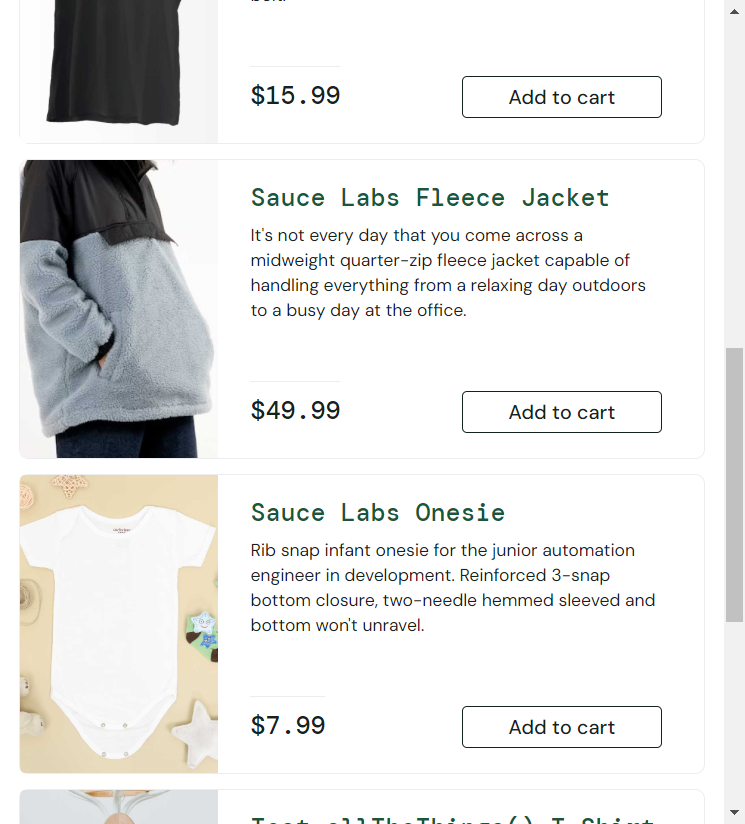 $15.99
Add to cart
Sauce Labs Fleece Jacket
It's not every day that you come across a
midweight quarter-zip fleece jacket capable of
handling everything from a relaxing day outdoors
to a busy day at the office.
$49.99
Add to cart
Sauce Labs Onesie
Rib snap infant onesie for the junior automation
engineer in development. Reinforced 3-snap
bottom closure, two-needle hemmed sleeved and
bottom won't unravel.
$7.99
Add to cart
Test.allTheThings() T-Shirt